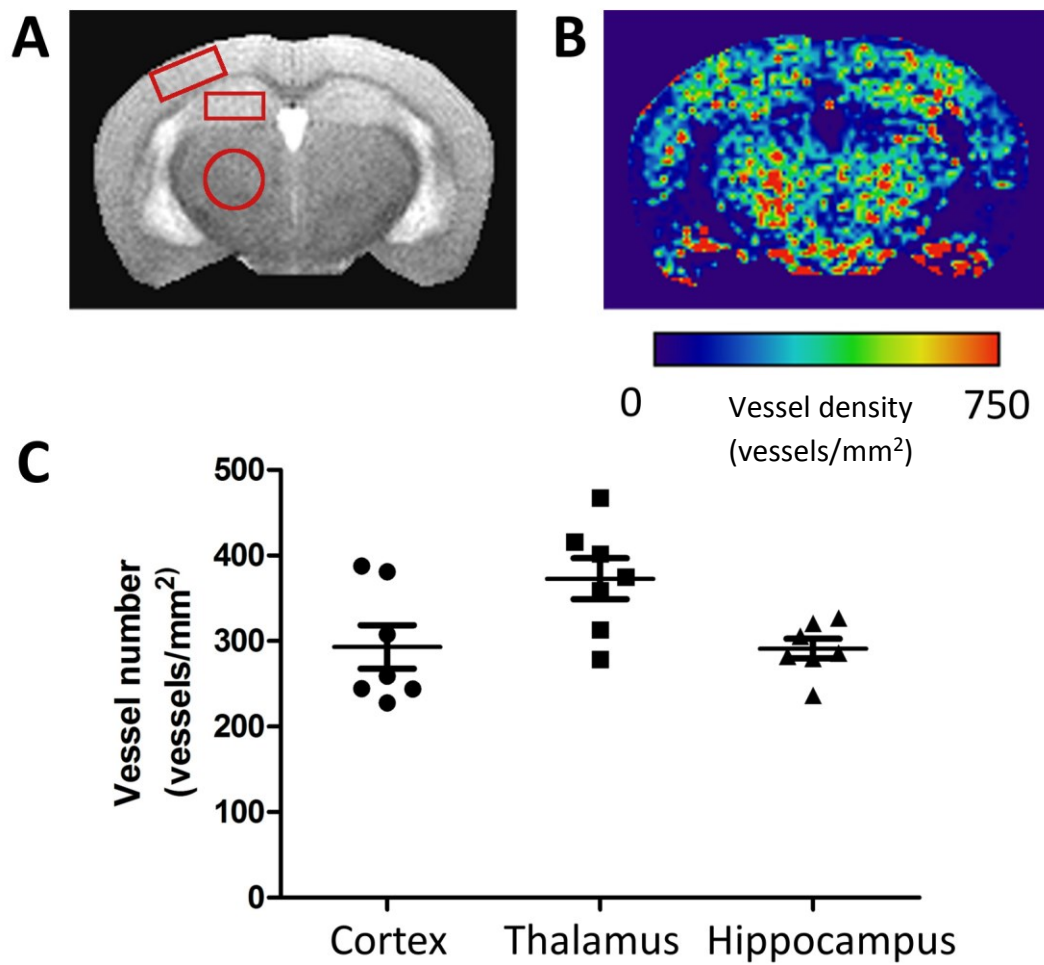 A
B
0
750
Vessel density
(vessels/mm²)
C
Vessel number
(vessels/mm²)
500
400
300
200
100
0
Cortex Thalamus Hippocampus